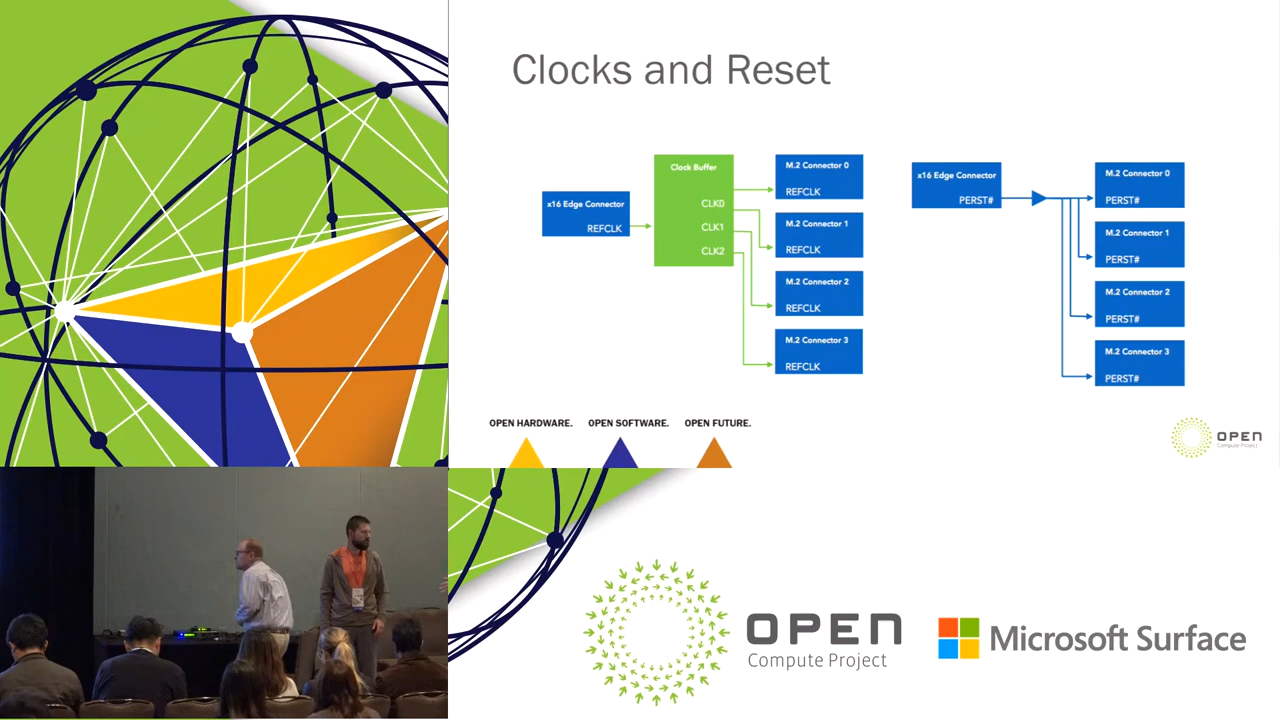 Clocks and Reset
x16 Edge Connector
REFCLK
Clock Buffer
CLK0
CLK1
CLK2
M.2 Connector 0
REFCLK
M.2 Connector 1
REFCLK
M.2 Connector 2
REFCLK
M.2 Connector 3
REFCLK
x16 Edge Connector
PERST#
M.2 Connector 0
PERST#
M.2 Connector 1
PERST#
M.2 Connector 2
PERST#
M.2 Connector 3
PERST#
OPEN HARDWARE. OPEN SOFTWARE. OPEN FUTURE.
OPEN
Compute Project
OPEN
Compute Project
Microsoft Surface